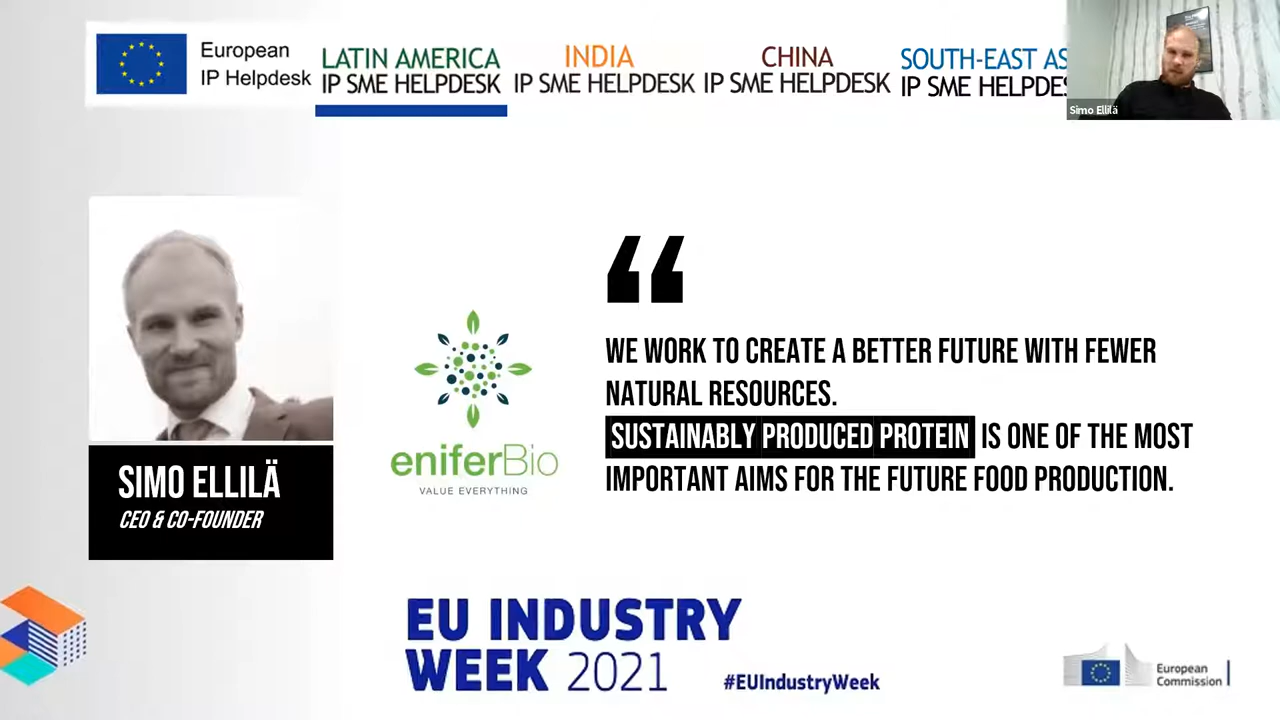 European
IP Helpdesk
LATIN AMERICA
IP SME HELPDESK
INDIA
IP SME HELPDESK
CHINA
IP SME HELPDESK
SOUTH-EAST AS
IP SME HELPDES
Simo Ellilä
“
WE WORK TO CREATE A BETTER FUTURE WITH FEWER
NATURAL RESOURCES.
SUSTAINABLY PRODUCED PROTEIN IS ONE OF THE MOST
IMPORTANT AIMS FOR THE FUTURE FOOD PRODUCTION.
eniferBio
VALUE EVERYTHING
SIMO ELLILÄ
CEO & CO-FOUNDER
EU INDUSTRY
WEEK 2021
#EUIndustryWeek
European
Commission